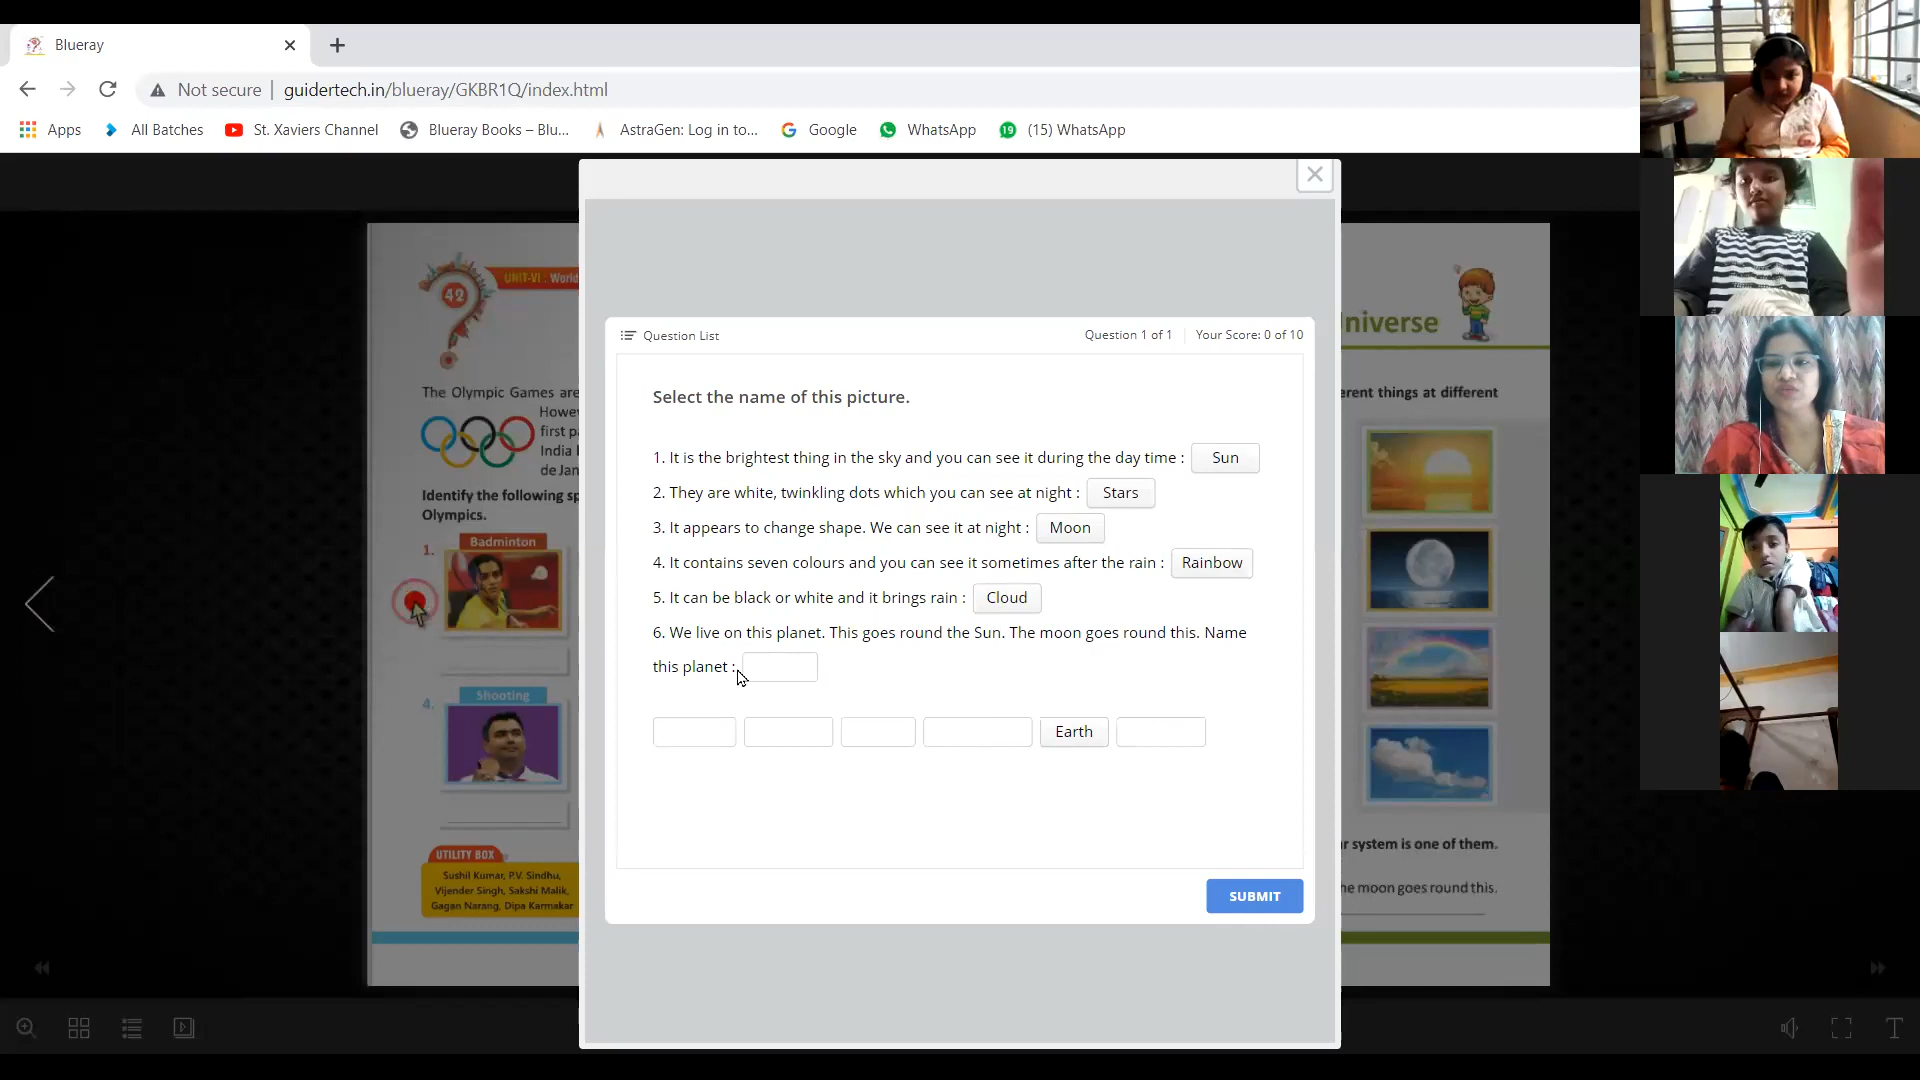 Blueray
Not secure | guidertech.in/blueray/GKBR1Q/index.html
Apps All Batches St. Xaviers Channel Blueray Books – Blu... AstraGen: Log in to... Google WhatsApp 19 (15) WhatsApp
42
UNIT-VI : World
The Olympic Games are
Howev
first pa
India h
de Jan
Identify the following sp
Olympics.
1. Badminton
4. Shooting
UTILITY BOX
Sushil Kumar, P.V. Sindhu,
Vijender Singh, Sakshi Malik,
Gagan Narang, Dipa Karmakar
Question List
Question 1 of 1
Your Score: 0 of 10
Select the name of this picture.
1. It is the brightest thing in the sky and you can see it during the day time : Sun
2. They are white, twinkling dots which you can see at night : Stars
3. It appears to change shape. We can see it at night : Moon
4. It contains seven colours and you can see it sometimes after the rain : Rainbow
5. It can be black or white and it brings rain : Cloud
6. We live on this planet. This goes round the Sun. The moon goes round this. Name
this planet :
Earth
SUBMIT
niverse
erent things at different
r system is one of them.
he moon goes round this.